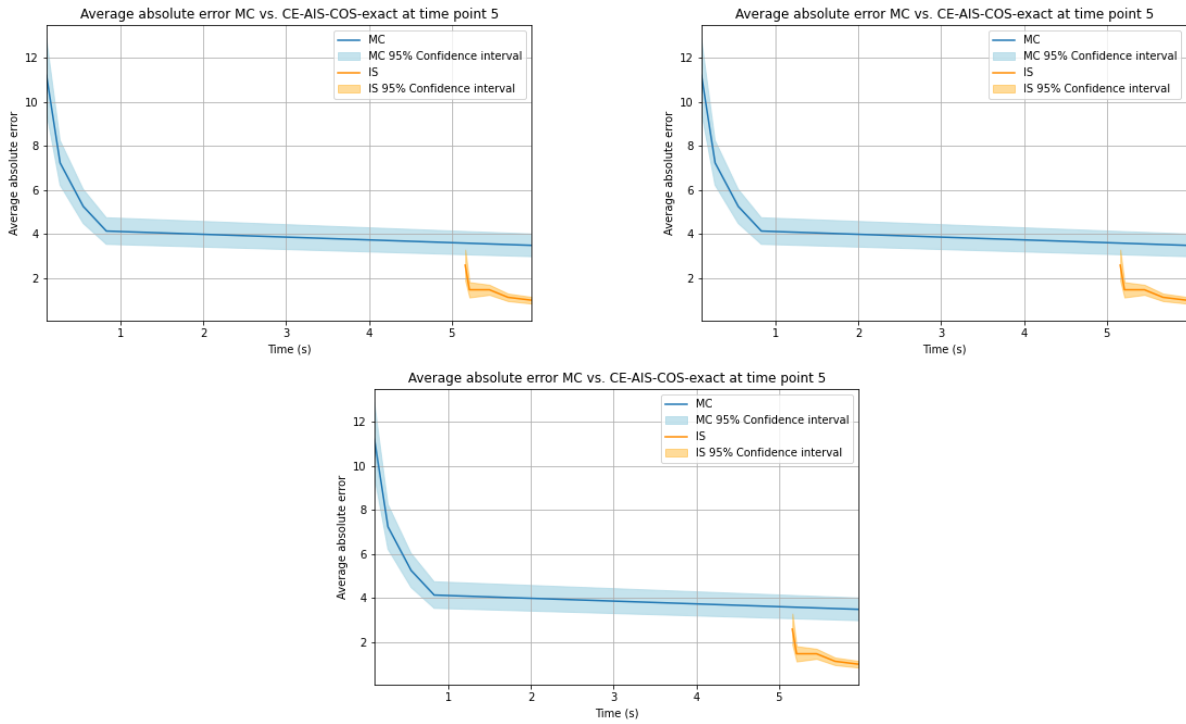 Average absolute error MC vs. CE-AIS-COS-exact at time point 5
MC
MC 95% Confidence interval
IS
IS 95% Confidence interval
Average absolute error
12
10
8
6
4
2
1
2
3
4
5
Time (s)
Average absolute error MC vs. CE-AIS-COS-exact at time point 5
MC
MC 95% Confidence interval
IS
IS 95% Confidence interval
Average absolute error
12
10
8
6
4
2
1
2
3
4
5
Time (s)
Average absolute error MC vs. CE-AIS-COS-exact at time point 5
MC
MC 95% Confidence interval
IS
IS 95% Confidence interval
Average absolute error
12
10
8
6
4
2
1
2
3
4
5
Time (s)